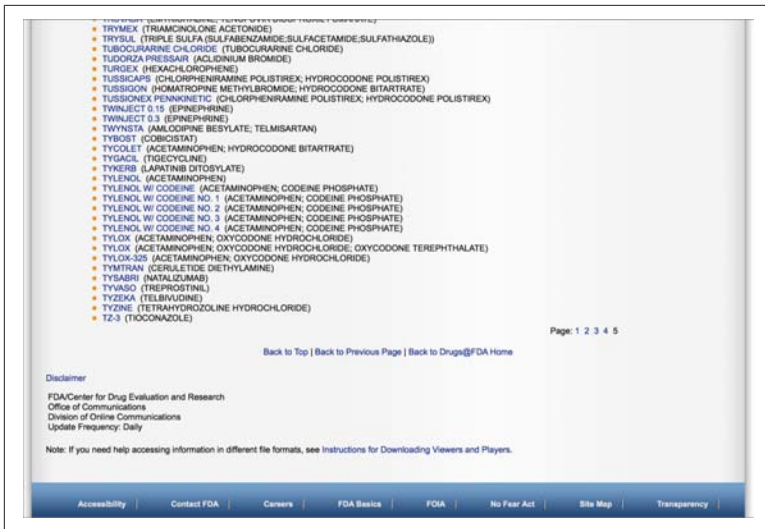 TRYMEX (TRIAMCINOLONE ACETONIDE)
TRYSUL (TRIPLE SULFA (SULFABENZAMIDE;SULFACETAMIDE;SULFATHIAZOLE))
TUBOCURARINE CHLORIDE (TUBOCURARINE CHLORIDE)
TUDORZA PRESSAIR (ACLIDINIUM BROMIDE)
TURGEX (HEXACHLOROPHENE)
TUSSICAPS (CHLORPHENIRAMINE POLISTIREX; HYDROCODONE POLISTIREX)
TUSSIGON (HOMATROPINE METHYLBROMIDE; HYDROCODONE BITARTRATE)
TUSSIONEX PENNKINETIC (CHLORPHENIRAMINE POLISTIREX; HYDROCODONE POLISTIREX)
TWINJECT 0.15 (EPINEPHRINE)
TWINJECT 0.3 (EPINEPHRINE)
TWYNSTA (AMLODIPINE BESYLATE; TELMISARTAN)
TYBOST (COBICISTAT)
TYCOLET (ACETAMINOPHEN; HYDROCODONE BITARTRATE)
TYGACIL (TIGECYCLINE)
TYKERB (LAPATINIB DITOSYLATE)
TYLENOL (ACETAMINOPHEN)
TYLENOL W/ CODEINE (ACETAMINOPHEN; CODEINE PHOSPHATE)
TYLENOL W/ CODEINE NO. 1 (ACETAMINOPHEN; CODEINE PHOSPHATE)
TYLENOL W/ CODEINE NO. 2 (ACETAMINOPHEN; CODEINE PHOSPHATE)
TYLENOL W/ CODEINE NO. 3 (ACETAMINOPHEN; CODEINE PHOSPHATE)
TYLENOL W/ CODEINE NO. 4 (ACETAMINOPHEN; CODEINE PHOSPHATE)
TYLOX (ACETAMINOPHEN; OXYCODONE HYDROCHLORIDE)
TYLOX (ACETAMINOPHEN; OXYCODONE HYDROCHLORIDE; OXYCODONE TEREPHTHALATE)
TYLOX-325 (ACETAMINOPHEN; OXYCODONE HYDROCHLORIDE)
TYMTRAN (CERULETIDE DIETHYLAMINE)
TYSABRI (NATALIZUMAB)
TYVASO (TREPROSTINIL)
TYZEKA (TELBIVUDINE)
TYZINE (TETRAHYDROZOLINE HYDROCHLORIDE)
TZ-3 (TIOCONAZOLE)
Page: 1 2 3 4 5
Back to Top | Back to Previous Page | Back to Drugs@FDA Home
Disclaimer
FDA/Center for Drug Evaluation and Research
Office of Communications
Division of Online Communications
Update Frequency: Daily
Note: If you need help accessing information in different file formats, see Instructions for Downloading Viewers and Players.
Accessibility | Contact FDA | Careers | FDA Basics | FOIA | No Fear Act | Site Map | Transparency |